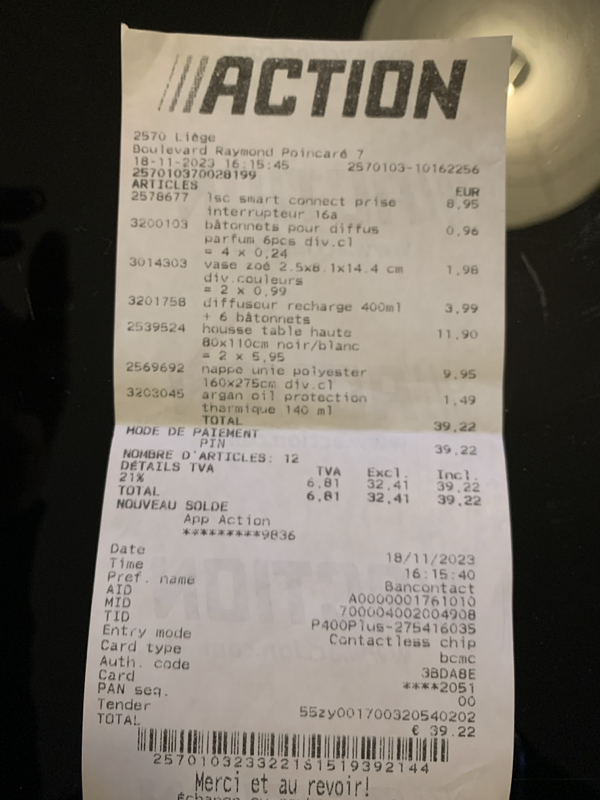 ACTION
2570 Liège
Boulevard Raymond Poincaré 7
18-11-2023 16:15:45 2570103-10162256
257010370028199
ARTICLES EUR
2578677 lsc smart connect prise 8,95
interrupteur 16a
3200103 bâtonnets pour diffus 0,96
parfum 6pcs div.cl
= 4 x 0,24
3014303 vase zoé 2.5x8.1x14.4 cm 1,98
div.couleurs
= 2 x 0,99
3201758 diffuseur recharge 400ml 3,99
+ 6 bâtonnets
2539524 housse table haute 11,90
80x110cm noir/blanc
= 2 x 5,95
2569692 nappe unie polyester 9,95
160x275cm div.cl
3203045 argan oil protection 1,49
thermique 140 ml
TOTAL 39,22
MODE DE PAIEMENT
PIN 39,22
NOMBRE D'ARTICLES: 12
DÉTAILS TVA TVA Excl. Incl.
21% 6,81 32,41 39,22
TOTAL 6,81 32,41 39,22
NOUVEAU SOLDE
App Action
*********9836
Date 18/11/2023
Time 16:15:40
Pref. name Bancontact
AID A0000001761010
MID 700004002004908
TID P400Plus-275416035
Entry mode Contactless chip
Card type bcmc
Auth. code 3BDA8E
Card ****2051
PAN seq. 00
Tender 55zy001700320540202
TOTAL € 39.22
2570103233221615193921​44
Merci et au revoir!